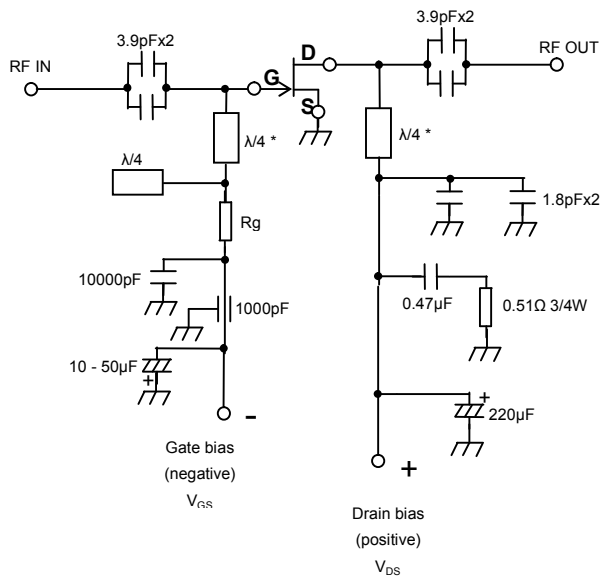 3.9pFx2
3.9pFx2
RF IN
D
RF OUT
G
S
λ/4 *
λ/4 *
λ/4
1.8pFx2
Rg
10000pF
0.47µF
0.51Ω 3/4W
1000pF
10 - 50µF
+
+
220µF
-
+
Gate bias
(negative)
VGS
Drain bias
(positive)
VDS